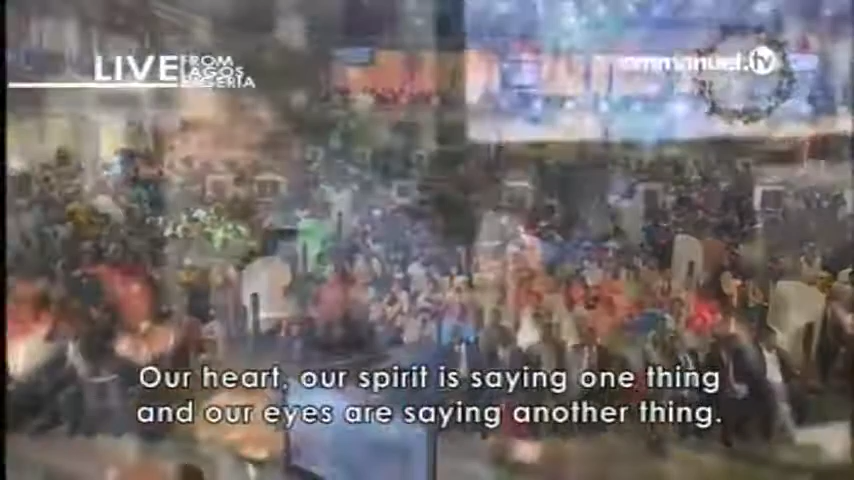 LIVE FROM
LAGOS
NIGERIA
emmanuel.tv
Our heart, our spirit is saying one thing
and our eyes are saying another thing.